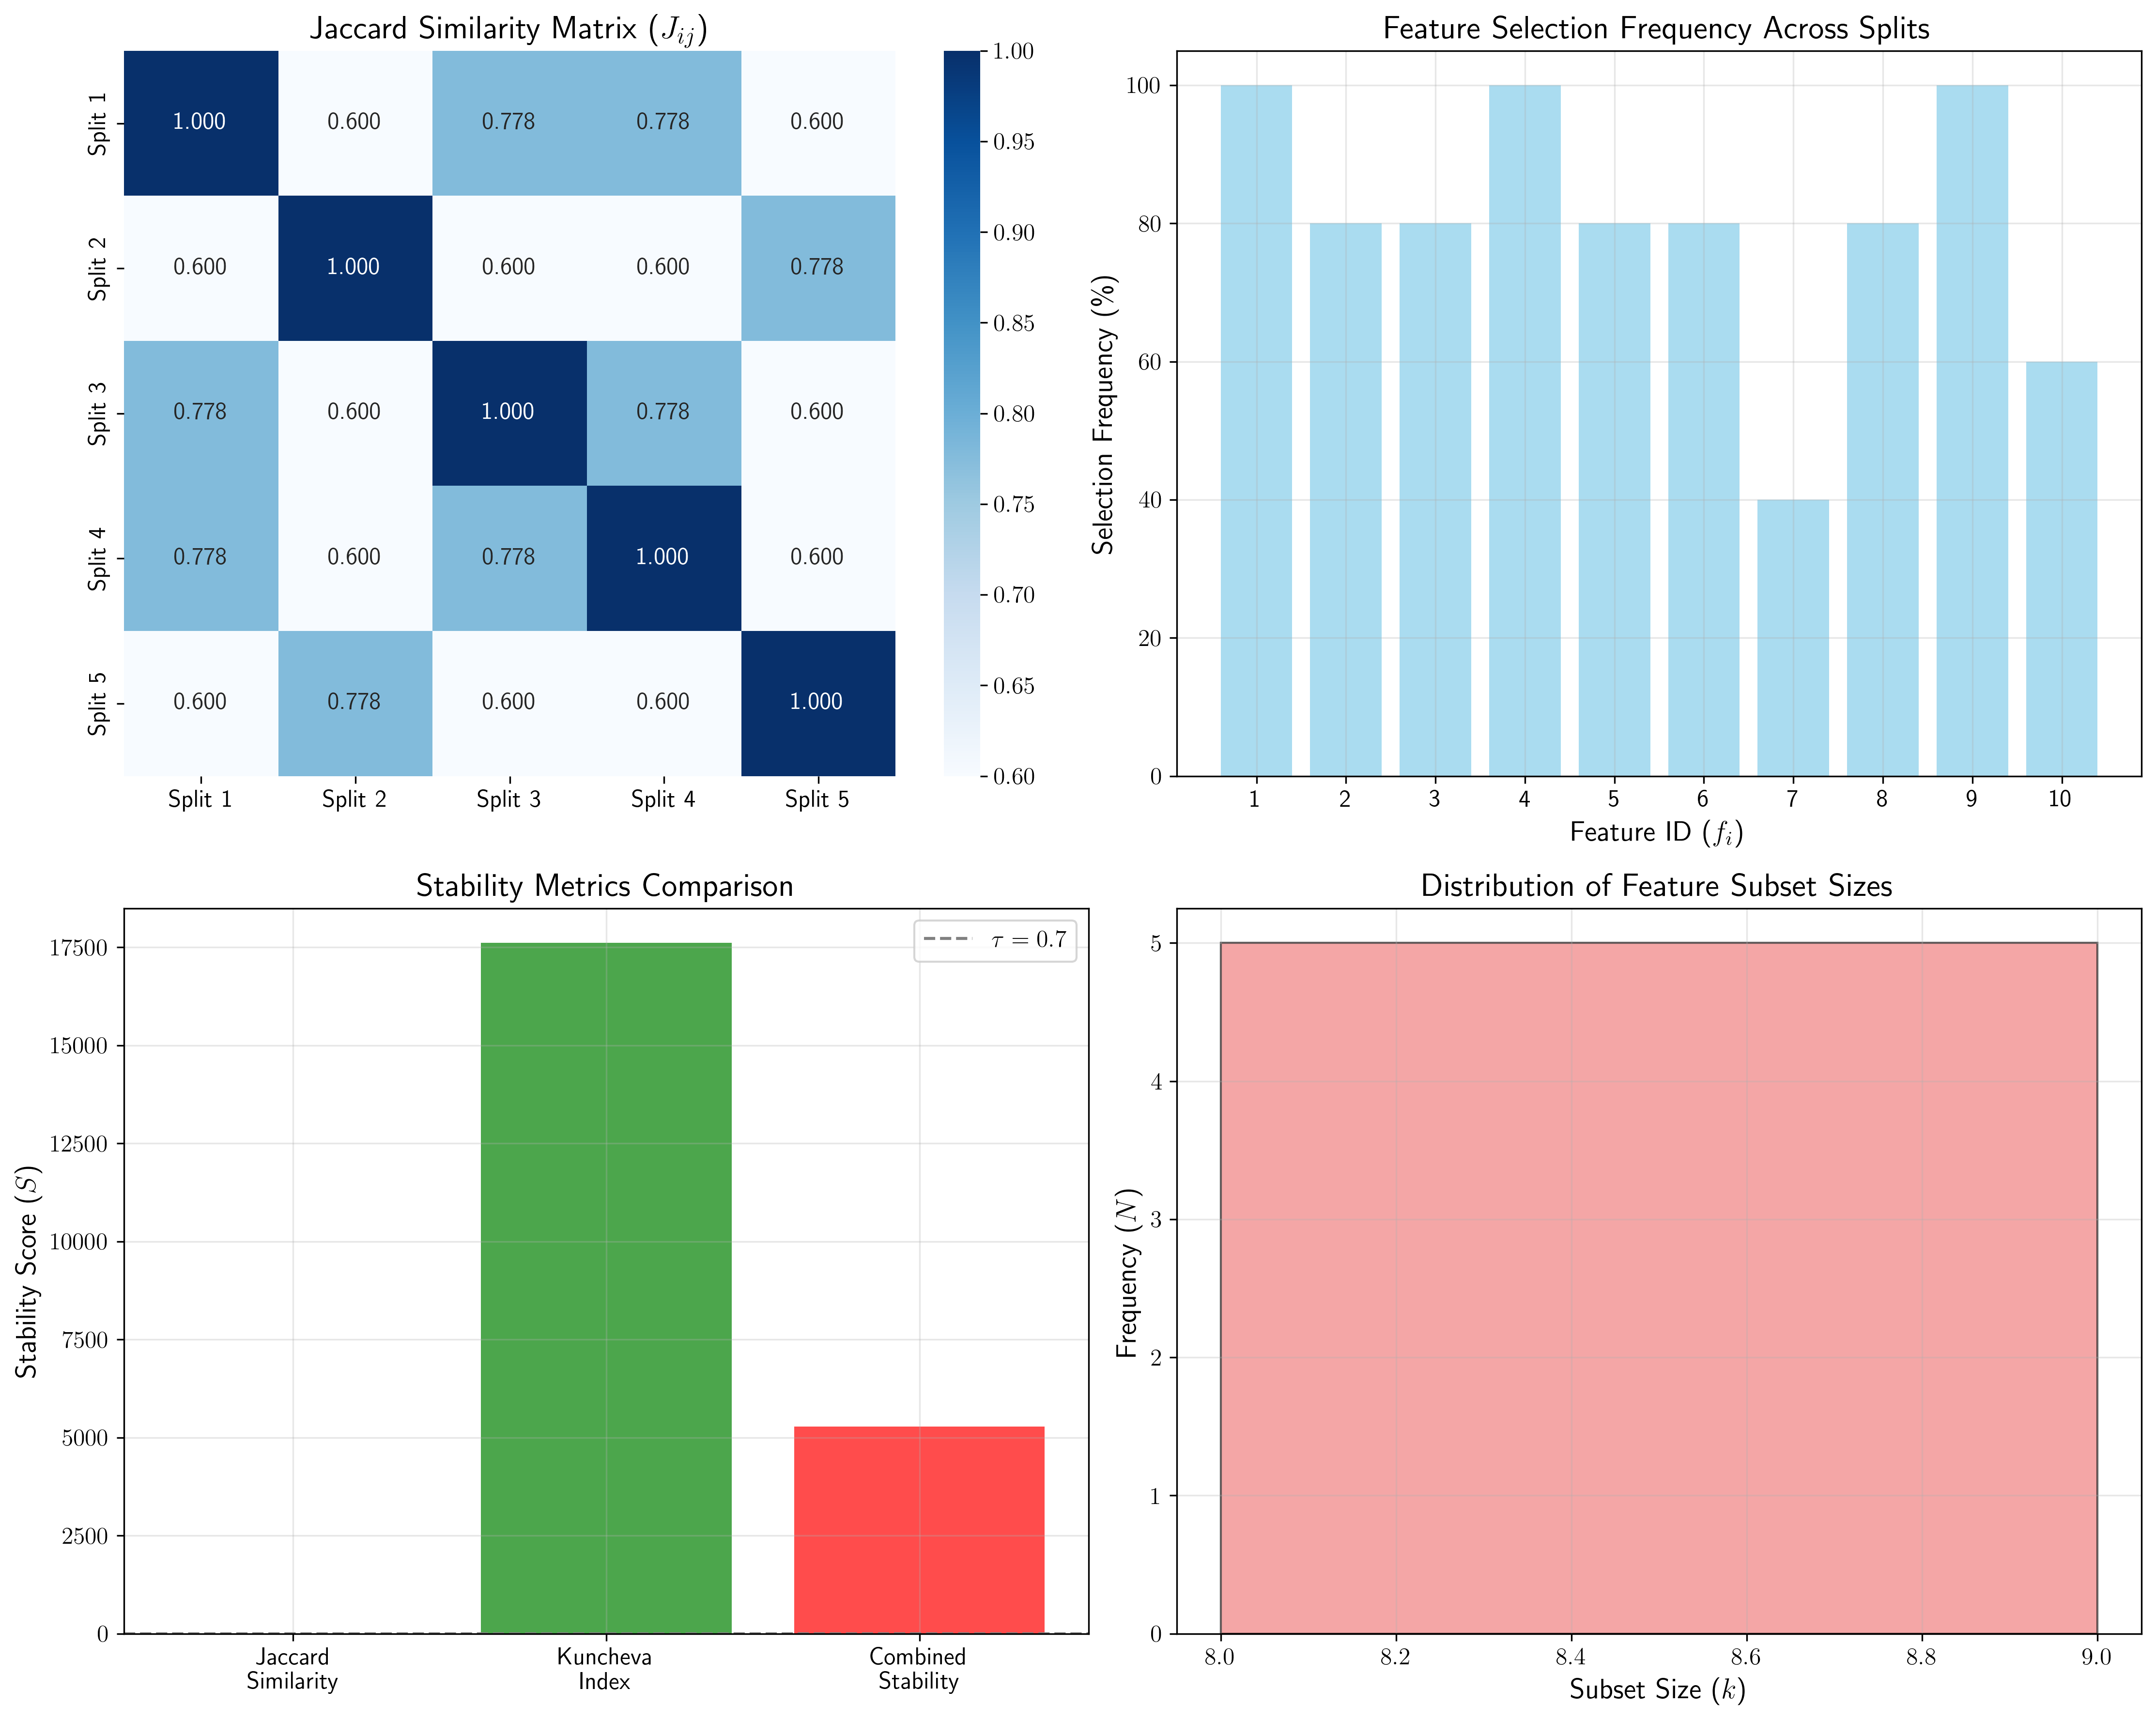 Jaccard Similarity Matrix (J_{ij})
Split 1
Split 2
Split 3
Split 4
Split 5
1.000 0.600 0.778 0.778 0.600
0.600 1.000 0.600 0.600 0.778
0.778 0.600 1.000 0.778 0.600
0.778 0.600 0.778 1.000 0.600
0.600 0.778 0.600 0.600 1.000
Split 1 Split 2 Split 3 Split 4 Split 5
1.00
0.95
0.90
0.85
0.80
0.75
0.70
0.65
0.60
Feature Selection Frequency Across Splits
Selection Frequency (%)
100
80
60
40
20
0
1 2 3 4 5 6 7 8 9 10
Feature ID (f_i)
Stability Metrics Comparison
Stability Score (S)
17500
15000
12500
10000
7500
5000
2500
0
τ = 0.7
Jaccard Similarity
Kuncheva Index
Combined Stability
Distribution of Feature Subset Sizes
Frequency (N)
5
4
3
2
1
0
8.0 8.2 8.4 8.6 8.8 9.0
Subset Size (k)